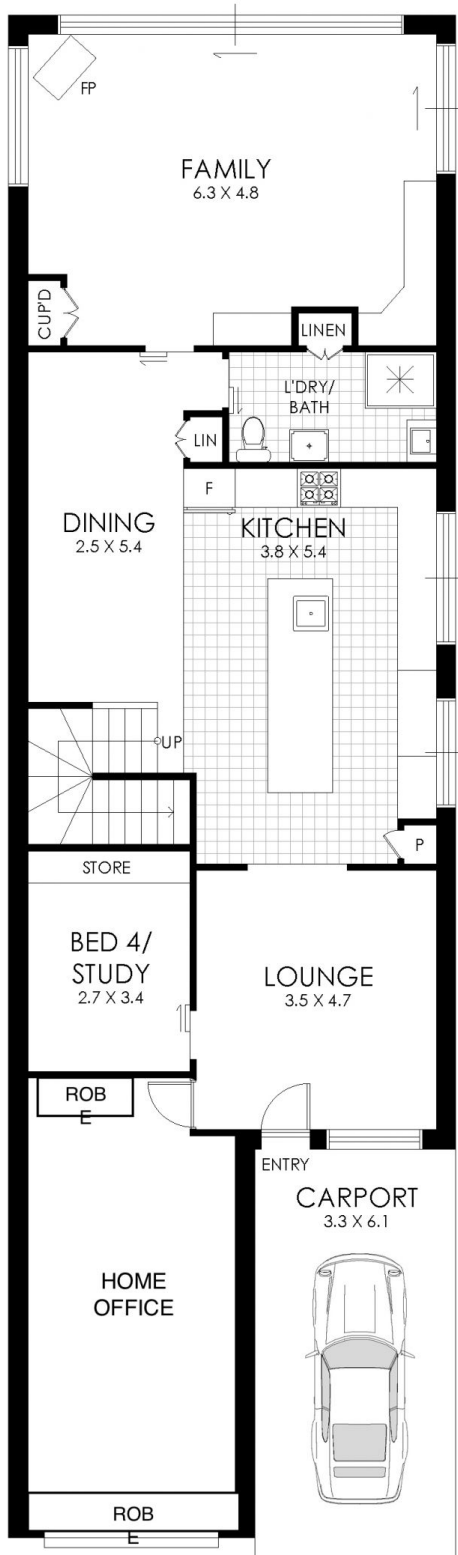 FP
FAMILY
6.3 X 4.8
CUP'D
LINEN
L'DRY/
BATH
LIN
F
DINING
2.5 X 5.4
KITCHEN
3.8 X 5.4
UP
P
STORE
BED 4/
STUDY
2.7 X 3.4
LOUNGE
3.5 X 4.7
ROB
E
ENTRY
CARPORT
3.3 X 6.1
HOME
OFFICE
ROB
E